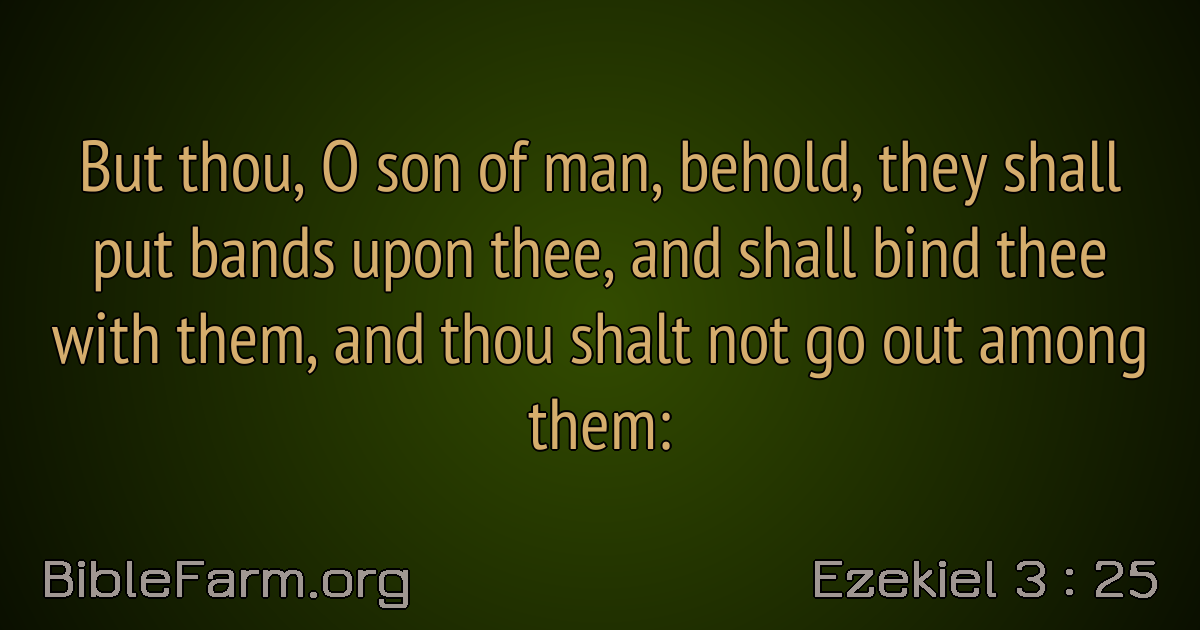 But thou, O son of man, behold, they shall
put bands upon thee, and shall bind thee
with them, and thou shalt not go out among
them:
BibleFarm.org
Ezekiel 3 : 25